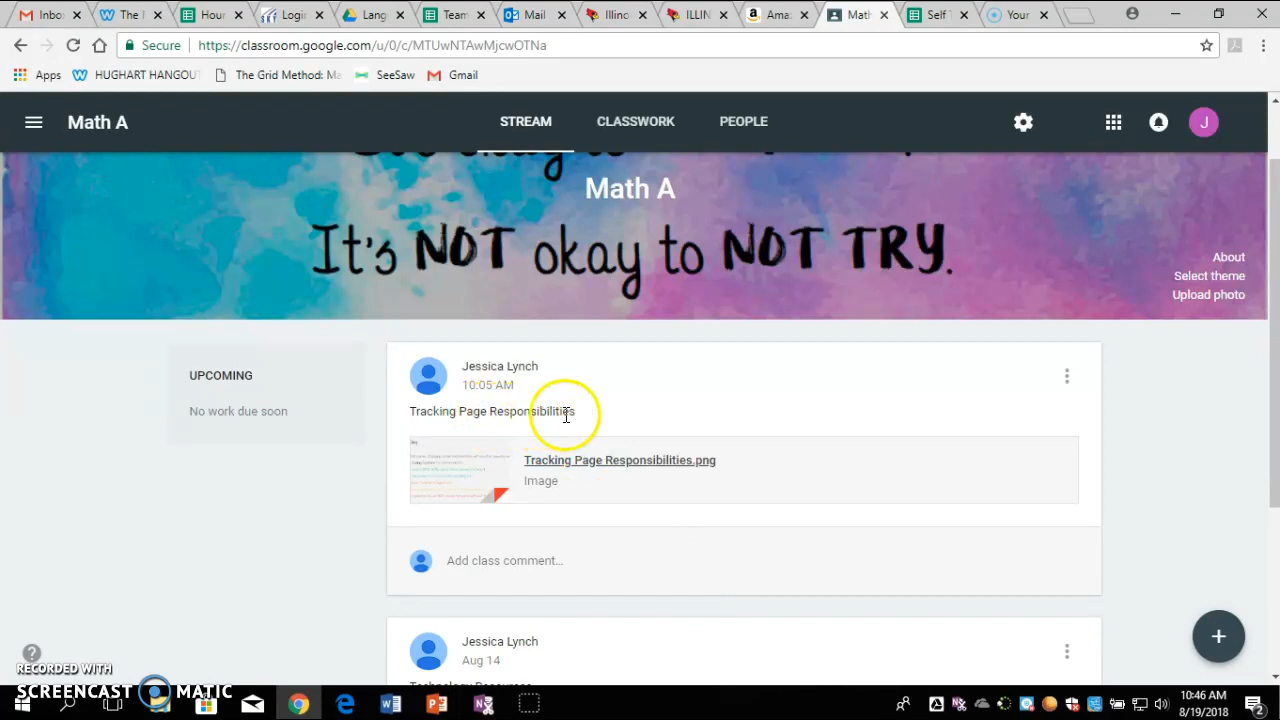 Inbo
The I
Hour
Login
Lang
Team
Mail
Illino
ILLIN
Ama
Math
Self T
Your
Secure
https://classroom.google.com/u/0/c/MTUwNTAwMjcwOTNa
Apps
HUGHART HANGOUT
The Grid Method: Ma
SeeSaw
Gmail
Math A
STREAM
CLASSWORK
PEOPLE
J
Math A
It's NOT okay to NOT TRY.
About
Select theme
Upload photo
UPCOMING
No work due soon
Jessica Lynch
10:05 AM
Tracking Page Responsibilities
Tracking Page Responsibilities.png
Image
Add class comment...
Jessica Lynch
Aug 14
RECORDED WITH
SCREENCAST MATIC
10:46 AM
8/19/2018
2